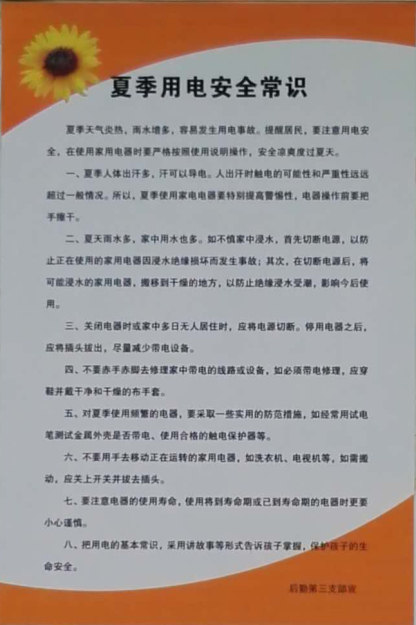 夏季用电安全常识
夏季天气炎热，雨水增多，容易发生用电事故。提醒居民，要注意用电安
全，在使用家用电器时要严格按照使用说明操作，安全凉爽度过夏天。
一、夏季人体出汗多，汗可以导电。人出汗时触电的可能性和严重性远远
超过一般情况。所以，夏季使用家电电器要特别提高警惕性，电器操作前要把
手擦干。
二、夏天雨水多，家中用水也多。如不慎家中浸水，首先切断电源，以防
止正在使用的家用电器因浸水绝缘损坏而发生事故；其次，在切断电源后，将
可能浸水的家用电器，搬移到干燥的地方，以防止绝缘浸水受潮，影响今后使
用。
三、关闭电器时或家中多日无人居住时，应将电源切断。停用电器之后，
应将插头拔出，尽量减少带电设备。
四、不要赤手赤脚去修理家中带电的线路或设备，如必须带电修理，应穿
鞋并戴干净和干燥的布手套。
五、对夏季使用频繁的电器，要采取一些实用的防范措施，如经常用试电
笔测试金属外壳是否带电、使用合格的触电保护器等。
六、不要用手去移动正在运转的家用电器，如洗衣机、电视机等，如需搬
动，应关上开关并拔去插头。
七、要注意电器的使用寿命，使用将到寿命期或已到寿命期的电器时更要
小心谨慎。
八、把用电的基本常识，采用讲故事等形式告诉孩子掌握，保护孩子的生
命安全。
后勤第三支部宣